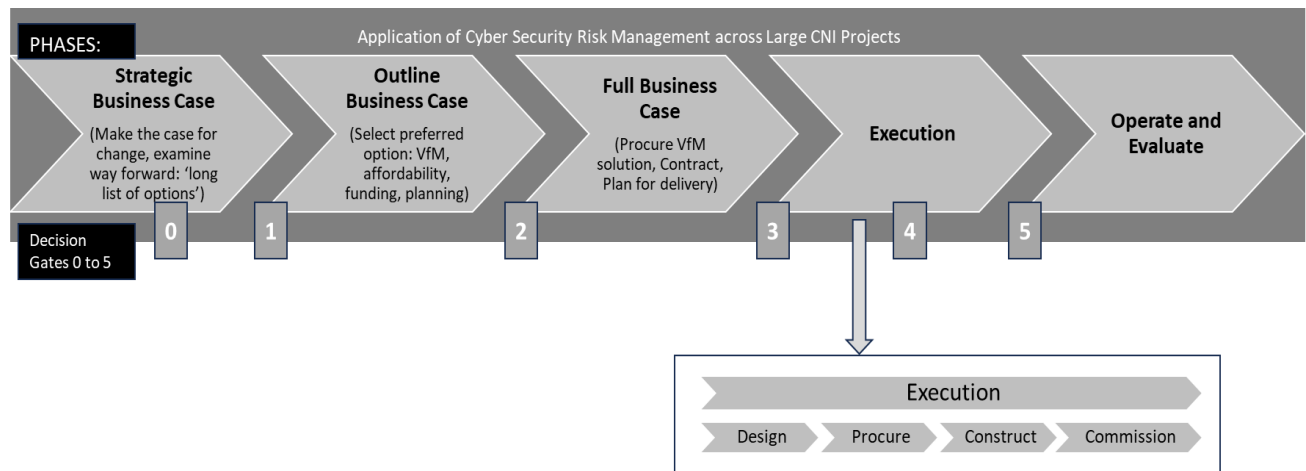 PHASES:
Application of Cyber Security Risk Management across Large CNI Projects
Strategic
Business Case
(Make the case for
change, examine
way forward: ‘long
list of options’)
Outline
Business Case
(Select preferred
option: VfM,
affordability,
funding, planning)
Full Business
Case
(Procure VfM
solution, Contract,
Plan for delivery)
Execution
Operate and
Evaluate
Decision
Gates 0 to 5
0
1
2
3
4
5
Execution
Design
Procure
Construct
Commission